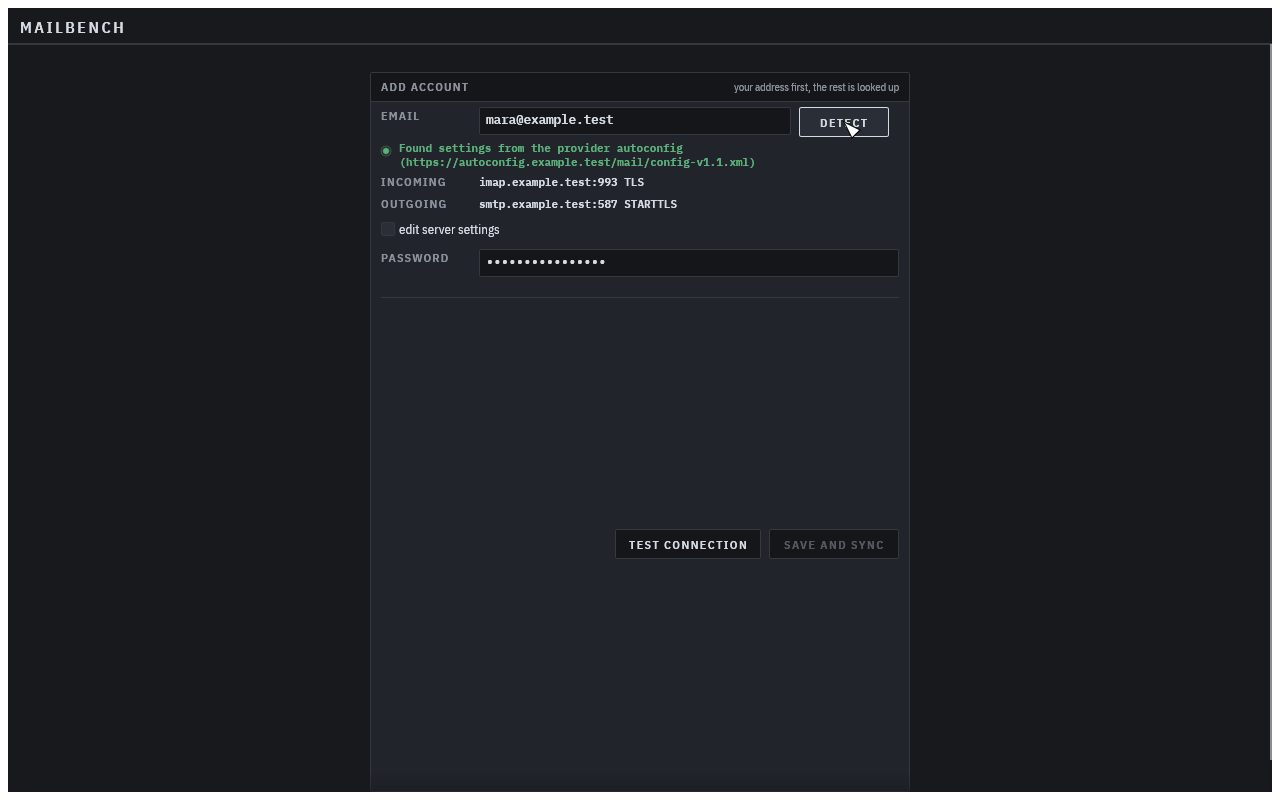 MAILBENCH
ADD ACCOUNT your address first, the rest is looked up
EMAIL mara@example.test DETECT
Found settings from the provider autoconfig
(https://autoconfig.example.test/mail/config-v1.1.xml)
INCOMING imap.example.test:993 TLS
OUTGOING smtp.example.test:587 STARTTLS
edit server settings
PASSWORD ••••••••••••••••
TEST CONNECTION SAVE AND SYNC